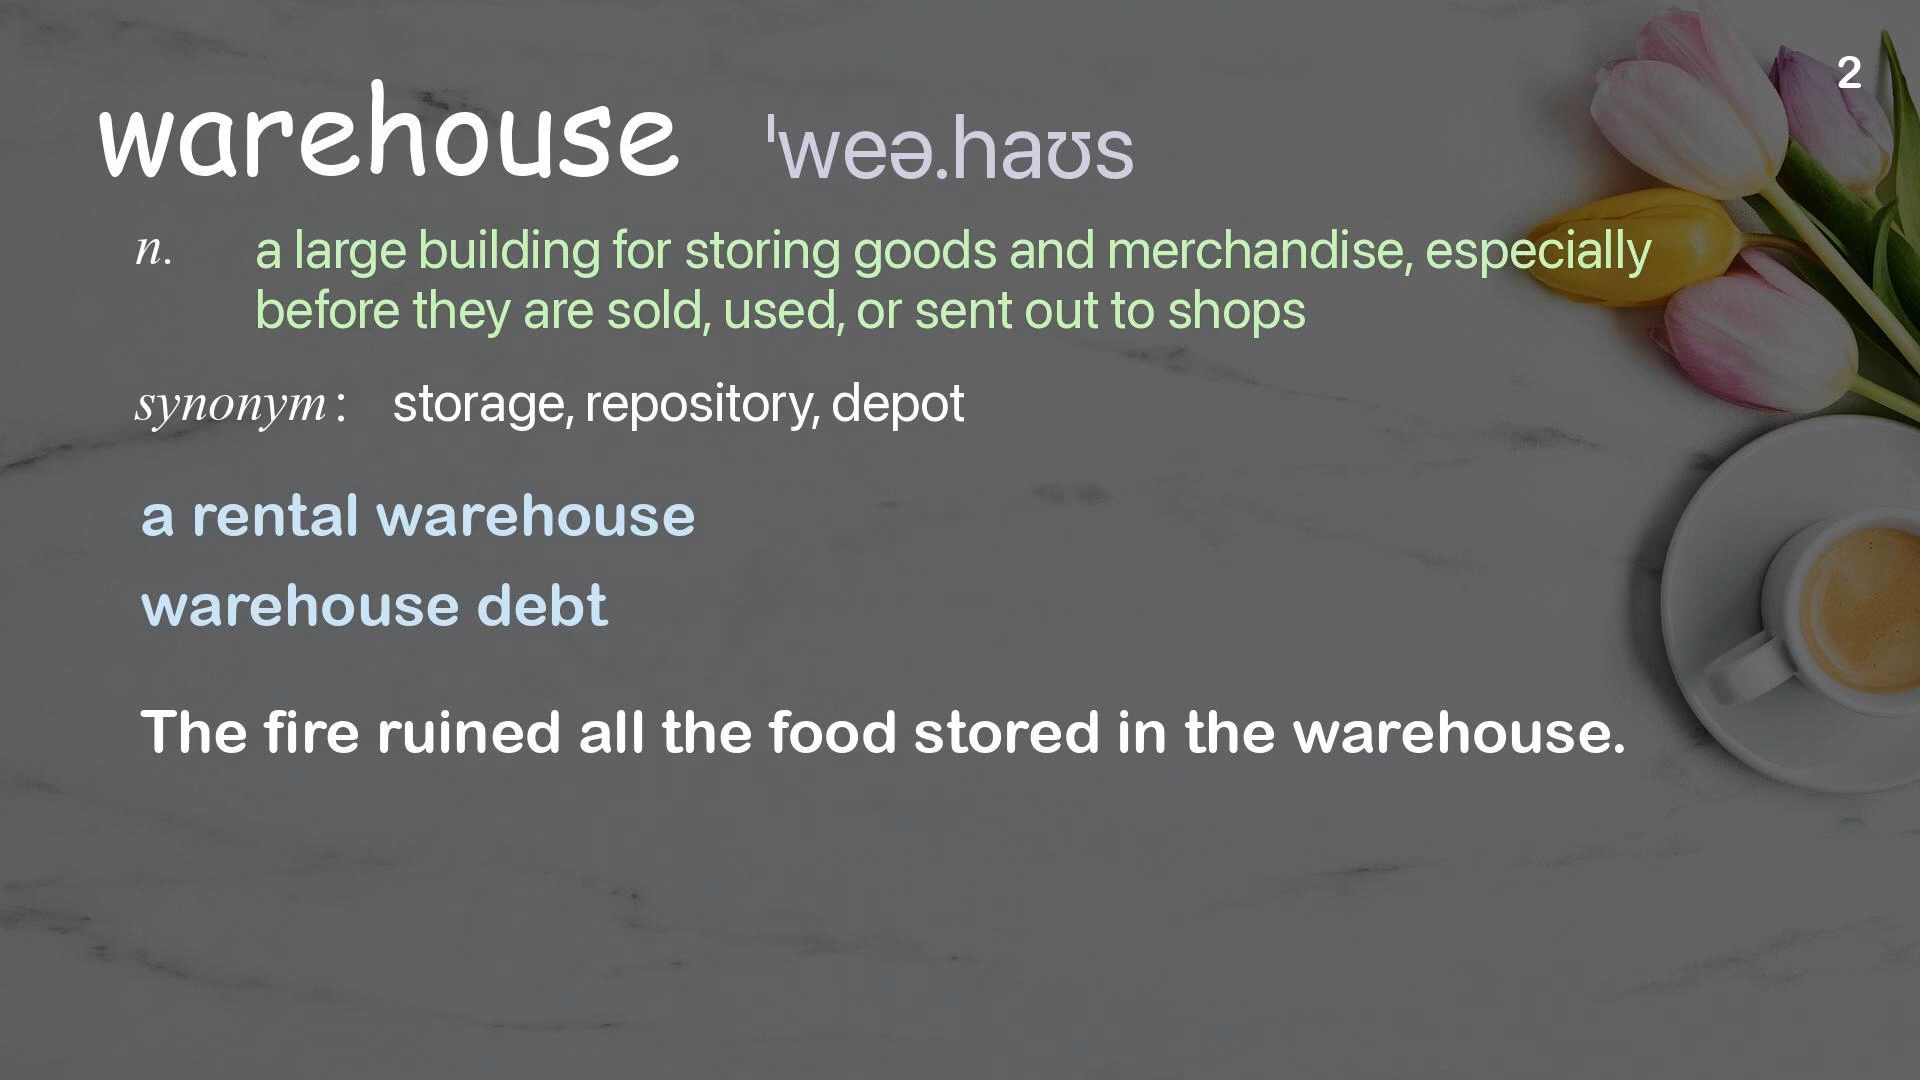 2
warehouse ˈweə.haʊs
n. a large building for storing goods and merchandise, especially
before they are sold, used, or sent out to shops
synonym: storage, repository, depot
a rental warehouse
warehouse debt
The fire ruined all the food stored in the warehouse.